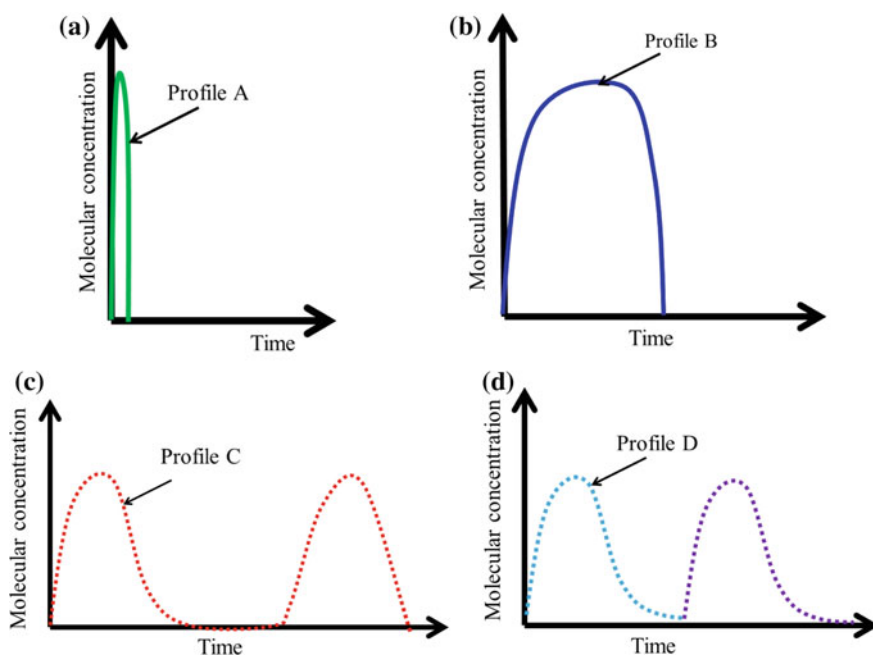 (a)
Molecular concentration
Profile A
Time
(b)
Molecular concentration
Profile B
Time
(c)
Molecular concentration
Profile C
Time
(d)
Molecular concentration
Profile D
Time